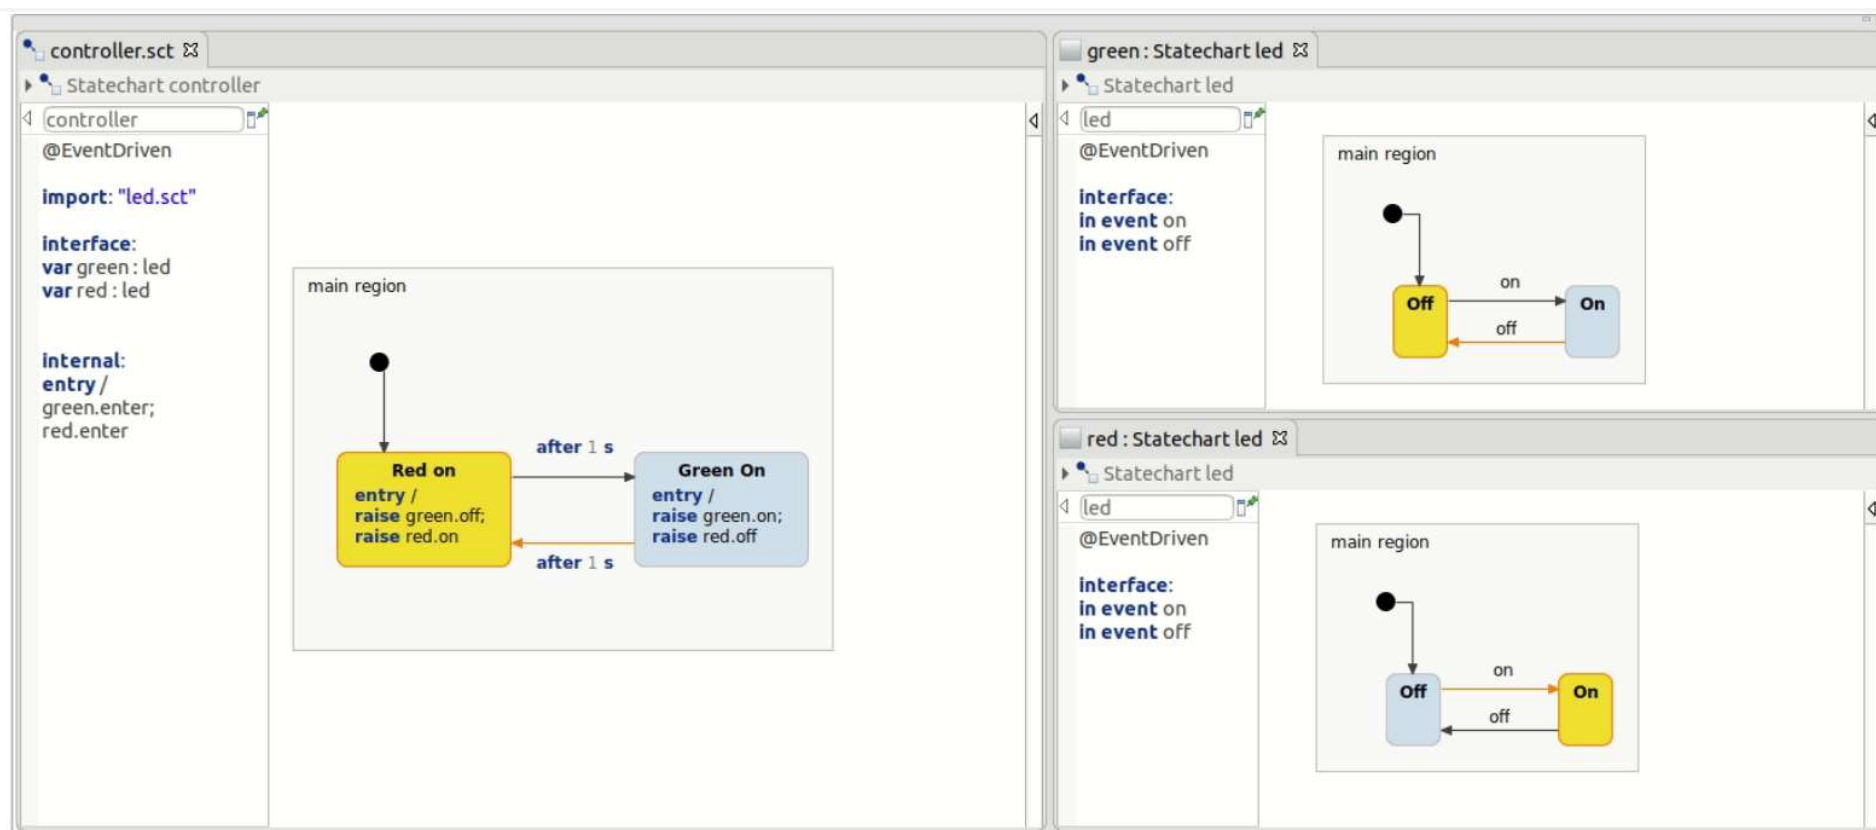 controller.sct
Statechart controller
controller
@EventDriven
import: "led.sct"
interface:
var green : led
var red : led
internal:
entry /
green.enter;
red.enter
main region
after 1 s
Red on
entry /
raise green.off;
raise red.on
Green On
entry /
raise green.on;
raise red.off
after 1 s
green : Statechart led
Statechart led
led
@EventDriven
interface:
in event on
in event off
main region
on
Off
On
off
red : Statechart led
Statechart led
led
@EventDriven
interface:
in event on
in event off
main region
on
Off
On
off